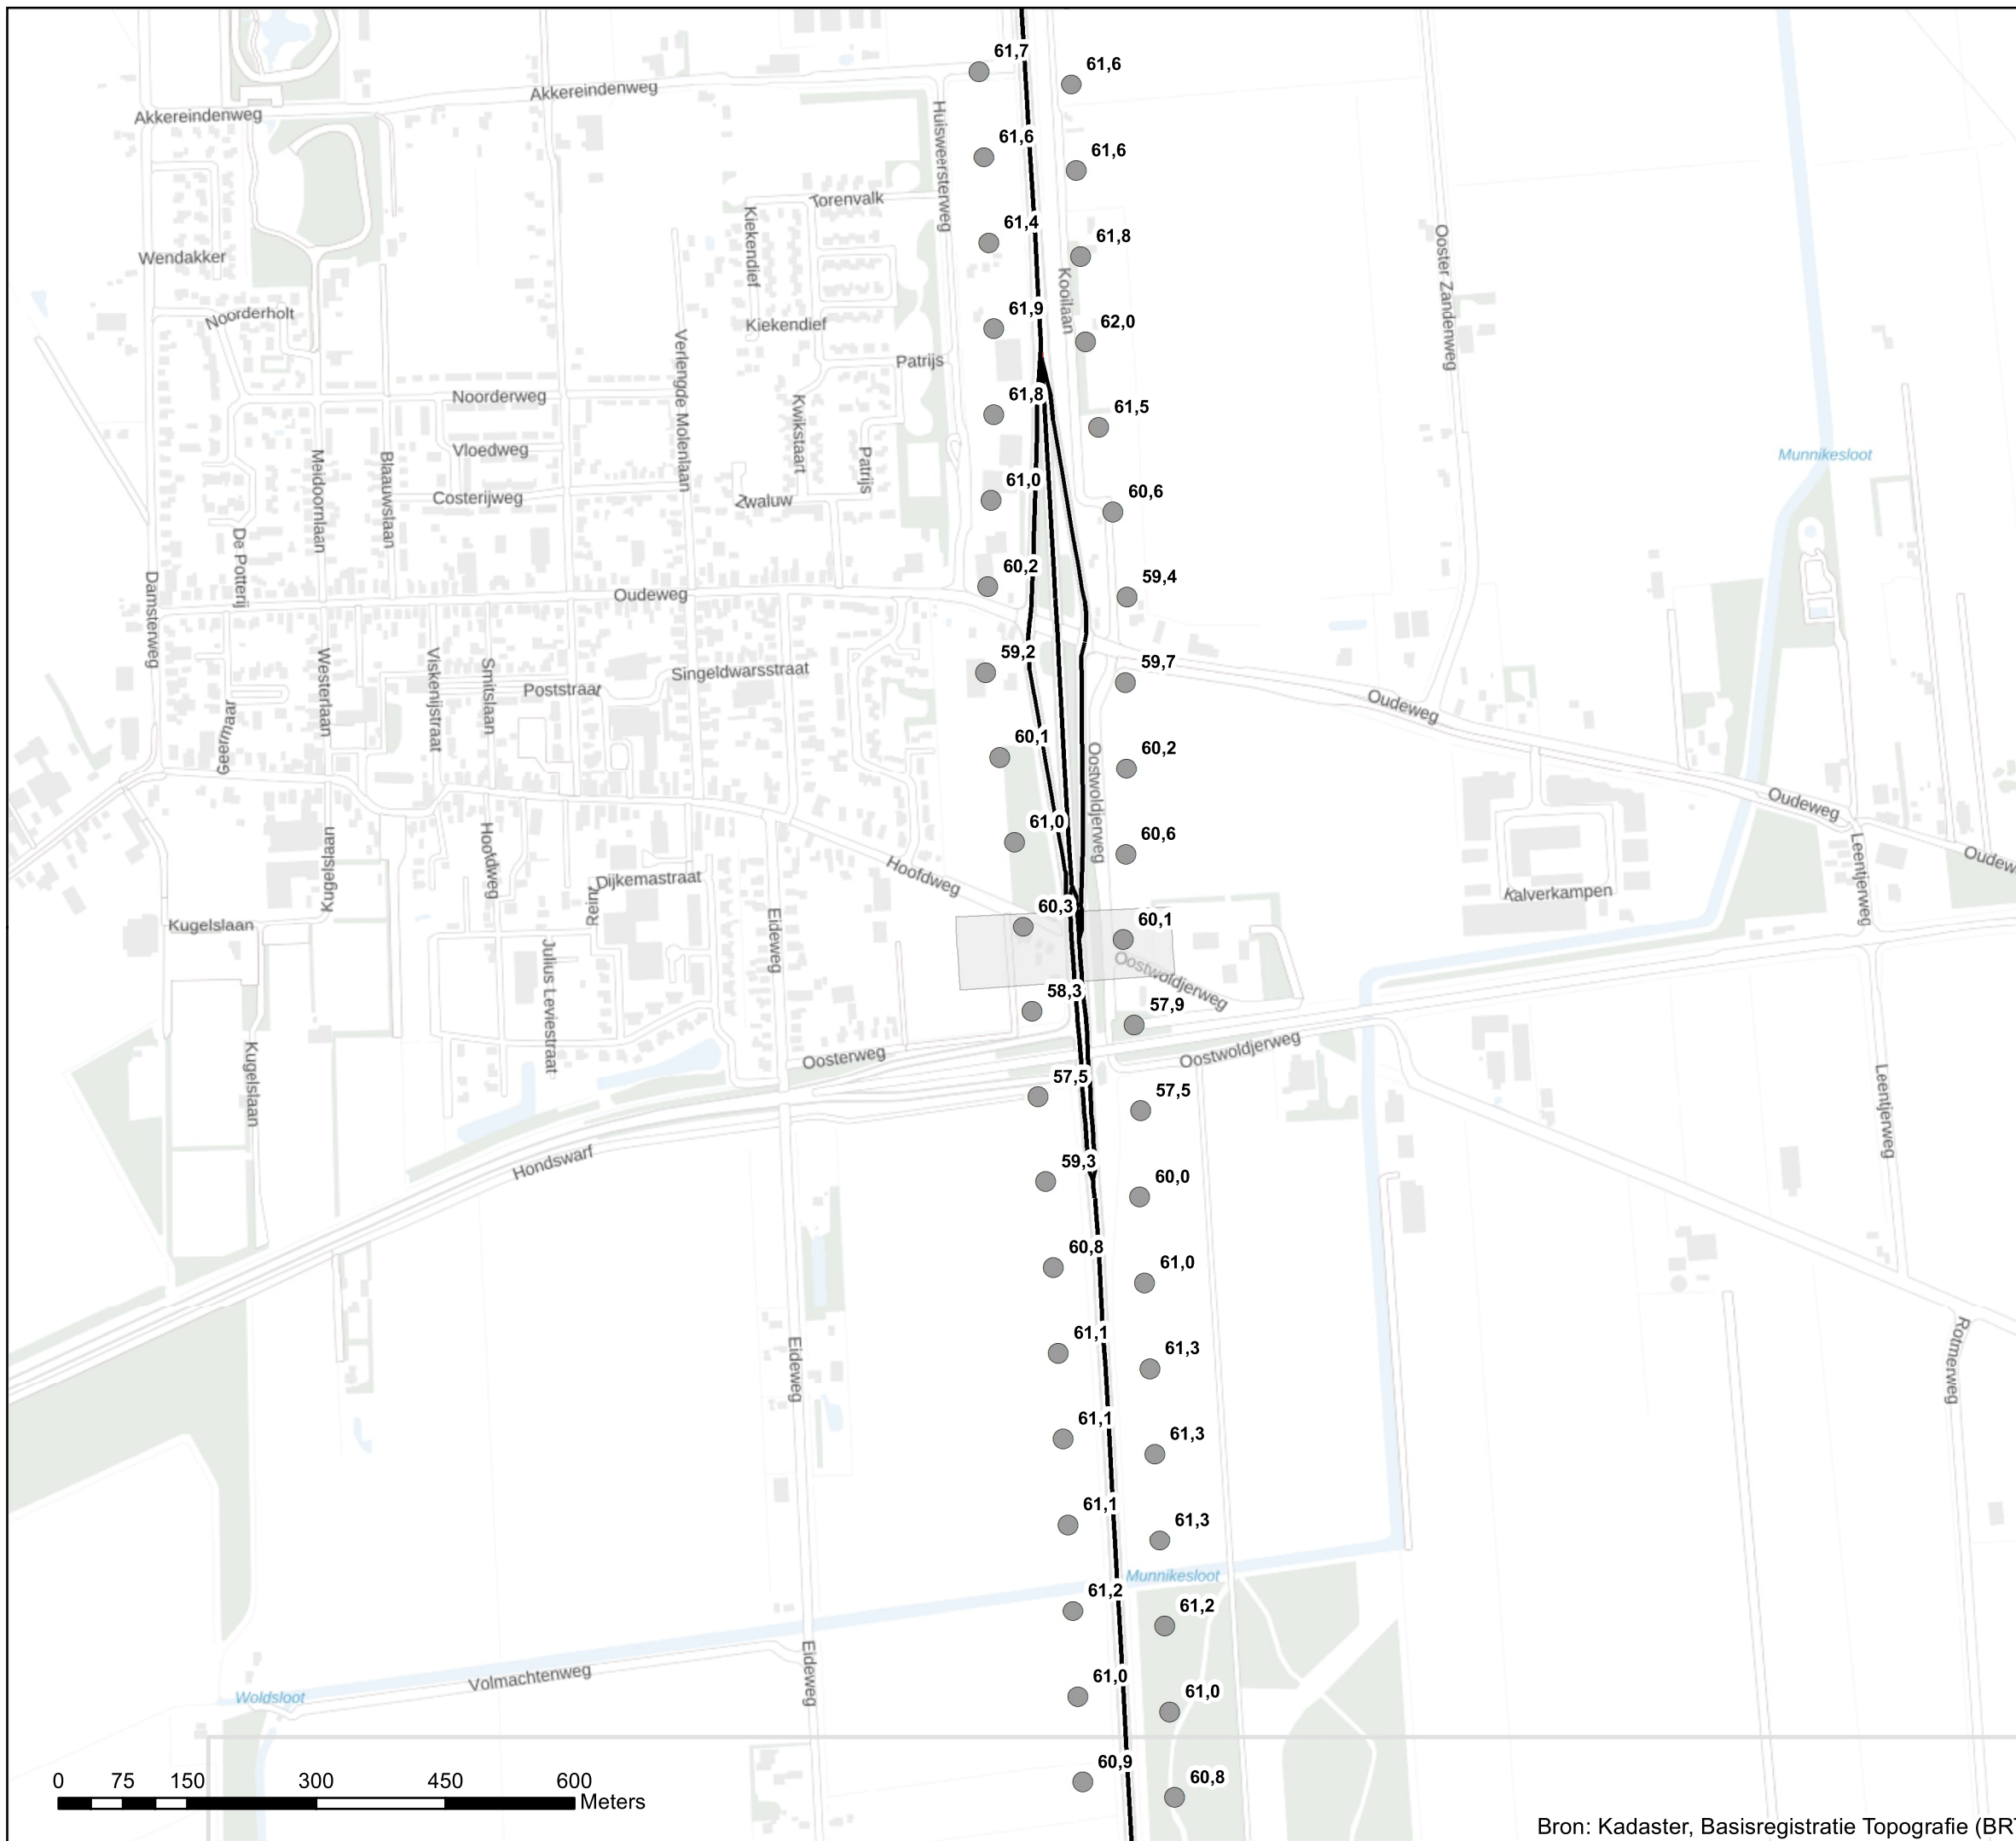 61,7
61,6
Akkereindenweg
Akkereindenweg
Huisweersterweg
61,6
61,6
Torenvalk
Kiekendief
61,4
61,8
Wendakker
Ooster Zandenweg
Kooilaan
Noorderholt
61,9
62,0
Kiekendief
Verlengde Molenlaan
Patrijs
Noorderweg
61,8
61,5
Kwikstaart
Vloedweg
Meidoornlaan
Blaauwslaan
Patrijs
Munnikesloot
Costerijweg
Zwaluw
61,0
60,6
De Potterij
Damsterweg
60,2
59,4
Oudeweg
Westerlaan
Viskenijstraat
Smitslaan
Singeldwarsstraat
59,2
59,7
Poststraat
Oudeweg
Geerlaar
60,1
60,2
Oostwoldjerweg
Oudeweg
Kugelslaan
Hoofdweg
61,0
60,6
Leentjerweg
Oudew
Hoofdweg
Dijkemastraat
Reint
Kalverkampen
60,3
60,1
Kugelslaan
Eideweg
Julius Leviestraat
Oostwoldjerweg
58,3
57,9
Kugelslaan
Oosterweg
Oostwoldjerweg
57,5
57,5
Leentjerweg
Hondswarf
59,3
60,0
60,8
61,0
61,1
61,3
Eideweg
Rotmerweg
61,1
61,3
61,1
61,3
Munnikesloot
61,2
61,2
Eideweg
Volmachtenweg
Woldsloot
61,0
61,0
60,9
60,8
0 75 150 300 450 600
Meters
Bron: Kadaster, Basisregistratie Topografie (BRT